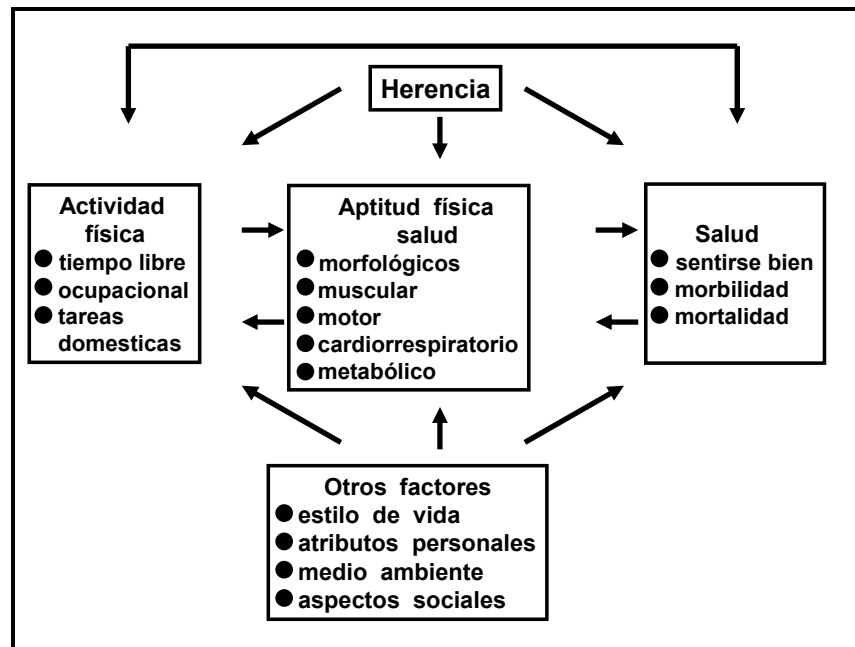 Herencia
Actividad
física
● tiempo libre
● ocupacional
● tareas
domesticas
Aptitud física
salud
● morfológicos
● muscular
● motor
● cardiorrespiratorio
● metabólico
Salud
● sentirse bien
● morbilidad
● mortalidad
Otros factores
● estilo de vida
● atributos personales
● medio ambiente
● aspectos sociales